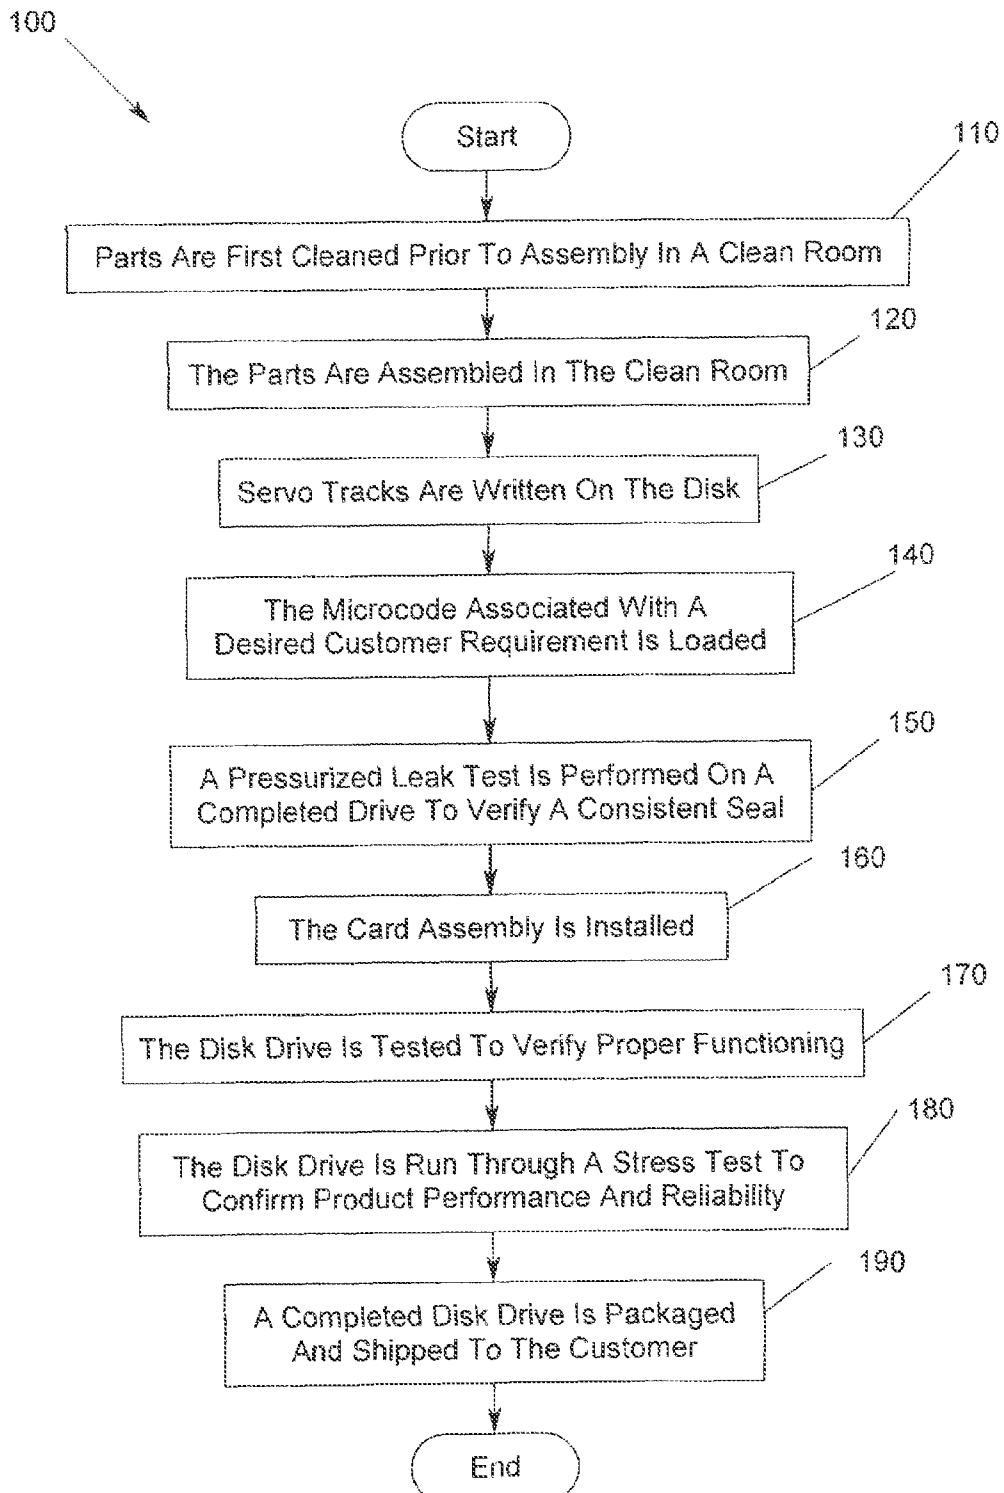 100
Start
110
Parts Are First Cleaned Prior To Assembly In A Clean Room
120
The Parts Are Assembled In The Clean Room
130
Servo Tracks Are Written On The Disk
140
The Microcode Associated With A
Desired Customer Requirement Is Loaded
150
A Pressurized Leak Test Is Performed On A
Completed Drive To Verify A Consistent Seal
160
The Card Assembly Is Installed
170
The Disk Drive Is Tested To Verify Proper Functioning
180
The Disk Drive Is Run Through A Stress Test To
Confirm Product Performance And Reliability
190
A Completed Disk Drive Is Packaged
And Shipped To The Customer
End